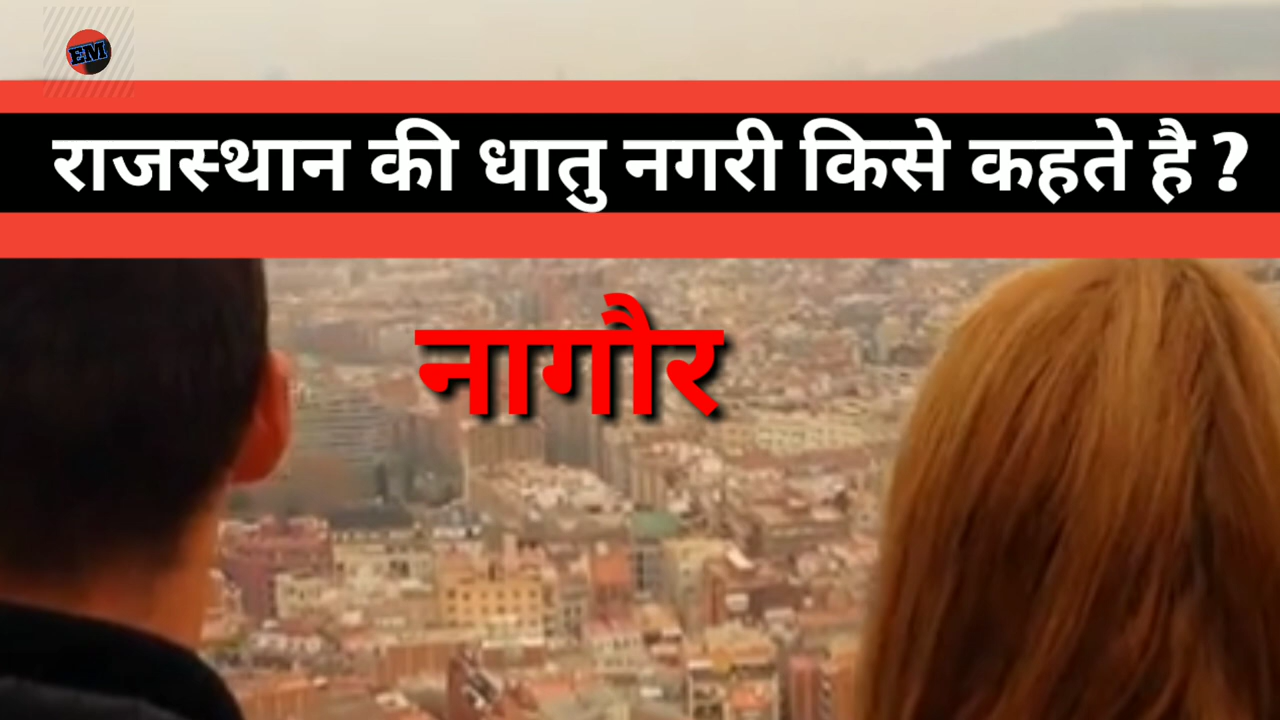 EM
राजस्थान की धातु नगरी किसे कहते है ?
नागौर